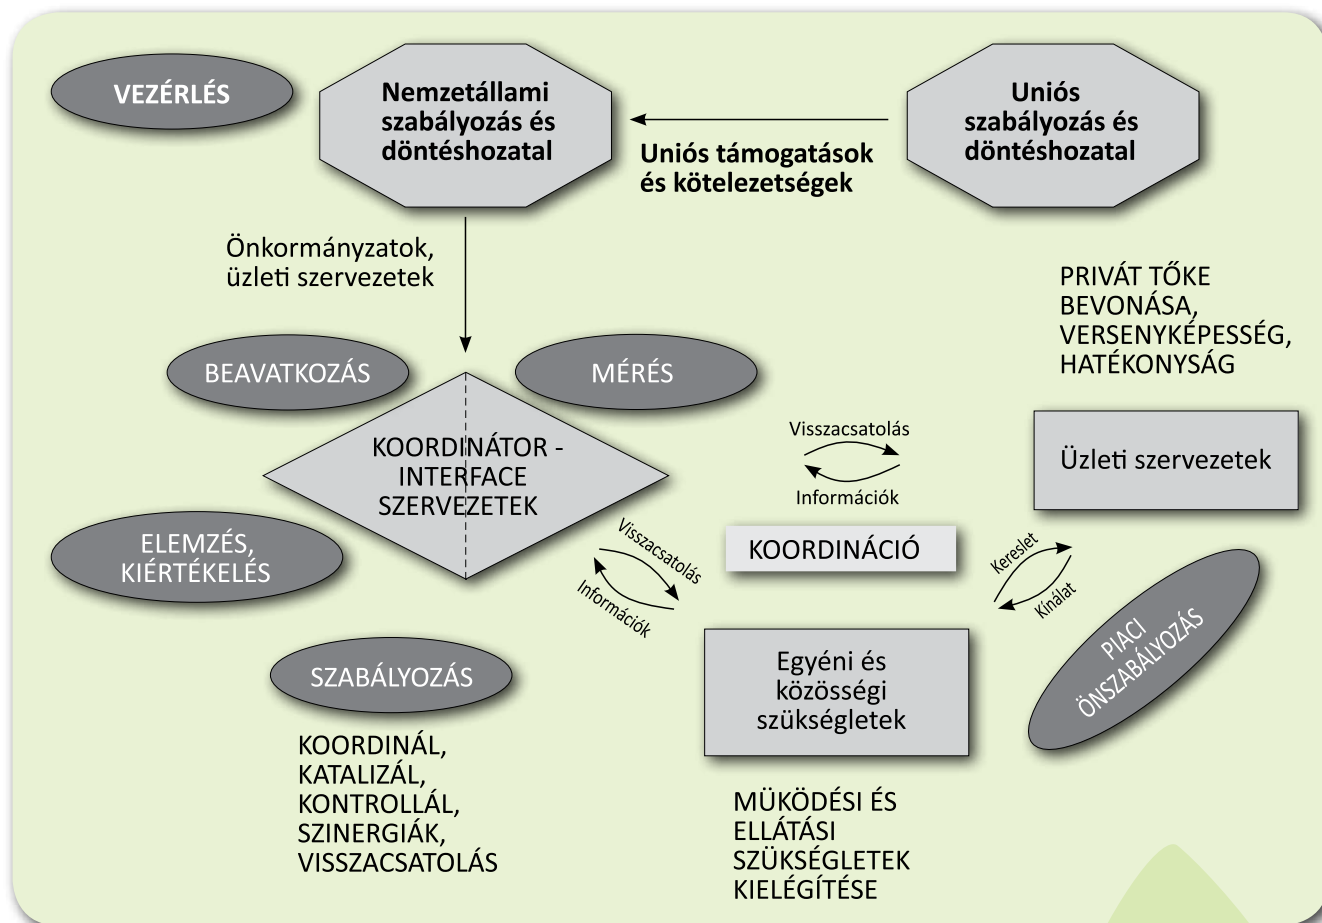 VEZÉRLÉS
Nemzetállami
szabályozás és
döntéshozatal
Uniós
szabályozás és
döntéshozatal
Uniós támogatások
és kötelezetségek
Önkormányzatok,
üzleti szervezetek
PRIVÁT TŐKE
BEVONÁSA,
VERSENYKÉPESSÉG,
HATÉKONYSÁG
BEAVATKOZÁS
MÉRÉS
KOORDINÁTOR -
INTERFACE
SZERVEZETEK
Visszacsatolás
Információk
Üzleti szervezetek
ELEMZÉS,
KIÉRTÉKELÉS
Visszacsatolás
Információk
KOORDINÁCIÓ
Kereslet
Kínálat
PIACI
ÖNSZABÁLYOZÁS
SZABÁLYOZÁS
Egyéni és
közösségi
szükségletek
KOORDINÁL,
KATALIZÁL,
KONTROLLÁL,
SZINERGIÁK,
VISSZACSATOLÁS
MÜKÖDÉSI ÉS
ELLÁTÁSI
SZÜKSÉGLETEK
KIELÉGÍTÉSE